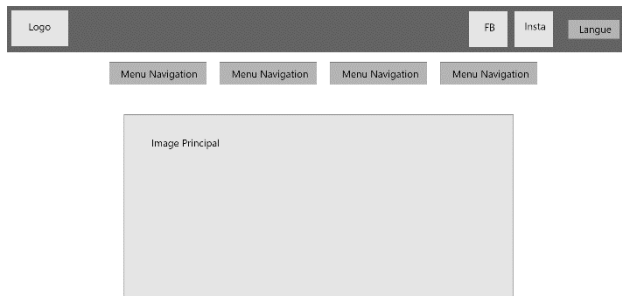 Logo
FB
Insta
Langue
Menu Navigation
Menu Navigation
Menu Navigation
Menu Navigation
Image Principal